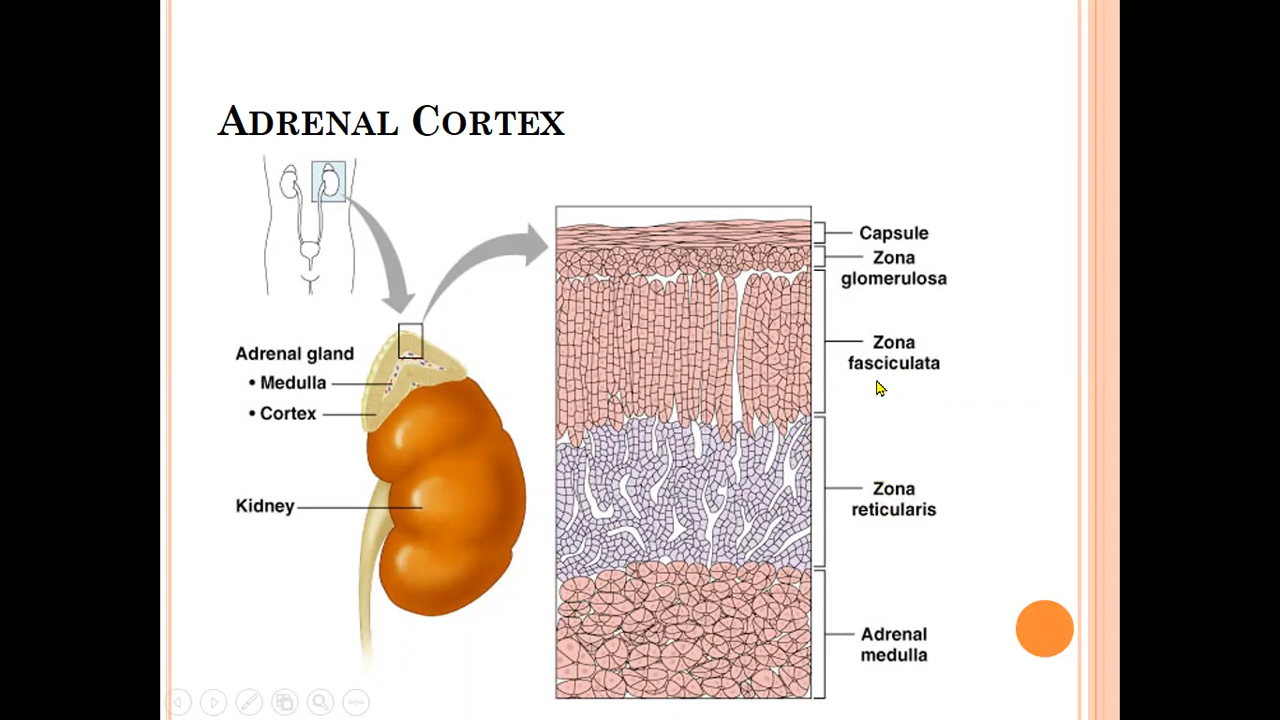 ADRENAL CORTEX
Adrenal gland
• Medulla
• Cortex
Kidney
Capsule
Zona
glomerulosa
Zona
fasciculata
Zona
reticularis
Adrenal
medulla